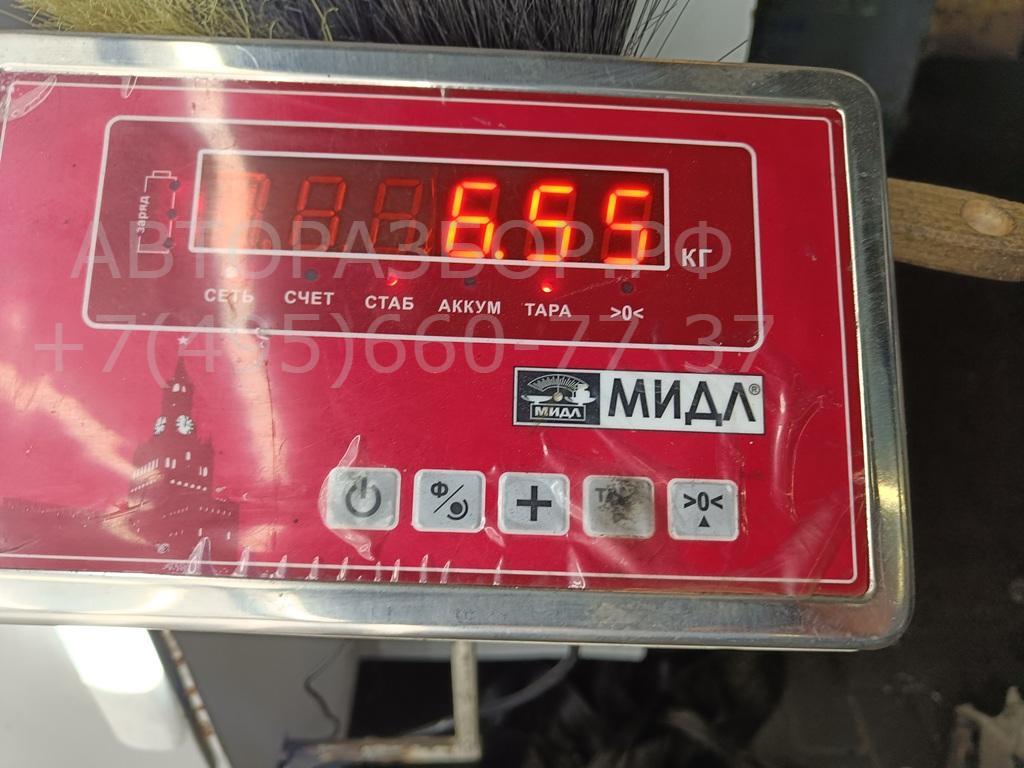 6.55
заряд
КГ
АВТОРАЗБОР.РФ
СЕТЬ СЧЕТ СТАБ АККУМ ТАРА >0<
+7(495)660-77-37
МИДЛ МИДЛ®
Ф + >0<